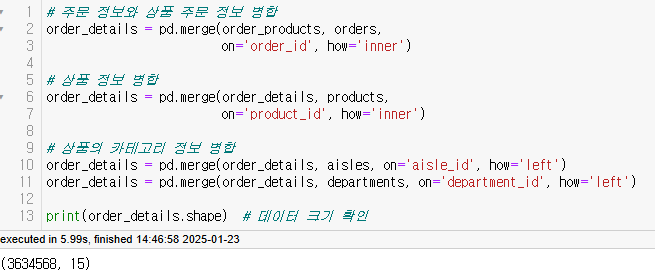 1 # 주문 정보와 상품 주문 정보 병합
2 order_details = pd.merge(order_products, orders,
3 on='order_id', how='inner')
4
5 # 상품 정보 병합
6 order_details = pd.merge(order_details, products,
7 on='product_id', how='inner')
8
9 # 상품의 카테고리 정보 병합
10 order_details = pd.merge(order_details, aisles, on='aisle_id', how='left')
11 order_details = pd.merge(order_details, departments, on='department_id', how='left')
12
13 print(order_details.shape)  # 데이터 크기 확인
executed in 5.99s, finished 14:46:58 2025-01-23
(3634568, 15)